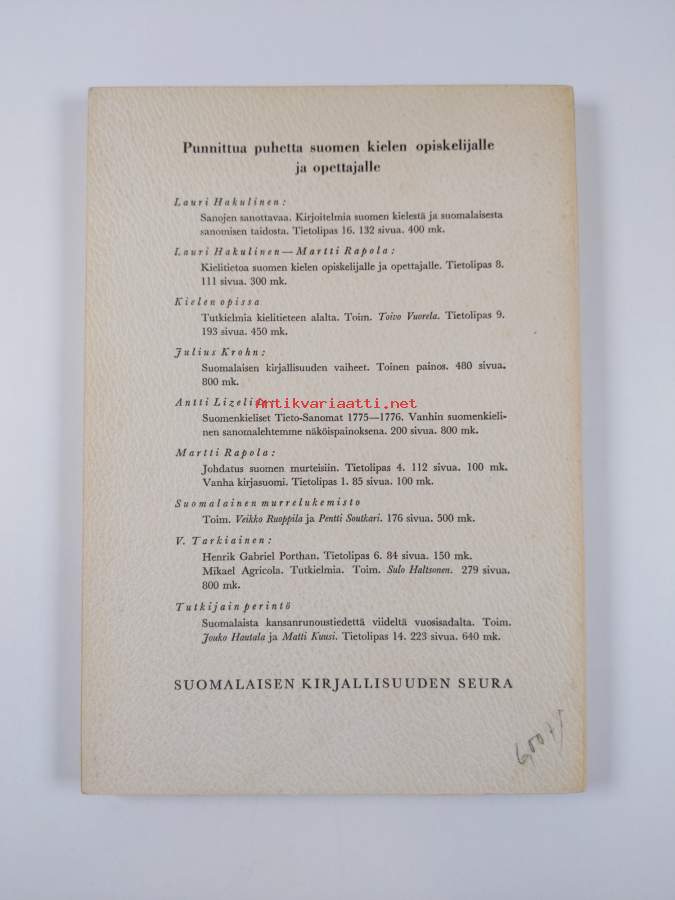 Punnittua puhetta suomen kielen opiskelijalle
ja opettajalle
Lauri Hakulinen:
Sanojen sanottavaa. Kirjoitelmia suomen kielestä ja suomalaisesta
sanomisen taidosta. Tietolipas 16. 132 sivua. 400 mk.
Lauri Hakulinen — Martti Rapola:
Kielitietoa suomen kielen opiskelijalle ja opettajalle. Tietolipas 8.
111 sivua. 300 mk.
Kielen opissa
Tutkielmia kielitieteen alalta. Toim. Toivo Vuorela. Tietolipas 9.
193 sivua. 450 mk.
Julius Krohn:
Suomalaisen kirjallisuuden vaiheet. Toinen painos. 480 sivua.
800 mk.
Antti Lizelius:
Antikvariaatti.net
Suomenkieliset Tieto-Sanomat 1775—1776. Vanhin suomenkieli-
nen sanomalehtemme näköispainoksena. 200 sivua. 800 mk.
Martti Rapola:
Johdatus suomen murteisiin. Tietolipas 4. 112 sivua. 100 mk.
Vanha kirjasuomi. Tietolipas 1. 85 sivua. 100 mk.
Suomalainen murrelukemisto
Toim. Veikko Ruoppila ja Pentti Soutkari. 176 sivua. 500 mk.
V. Tarkiainen:
Henrik Gabriel Porthan. Tietolipas 6. 84 sivua. 150 mk.
Mikael Agricola. Tutkielmia. Toim. Sulo Haltsonen. 279 sivua.
800 mk.
Tutkijain perintö
Suomalaista kansanrunoustiedettä viideltä vuosisadalta. Toim.
Jouko Hautala ja Matti Kuusi. Tietolipas 14. 223 sivua. 640 mk.
SUOMALAISEN KIRJALLISUUDEN SEURA